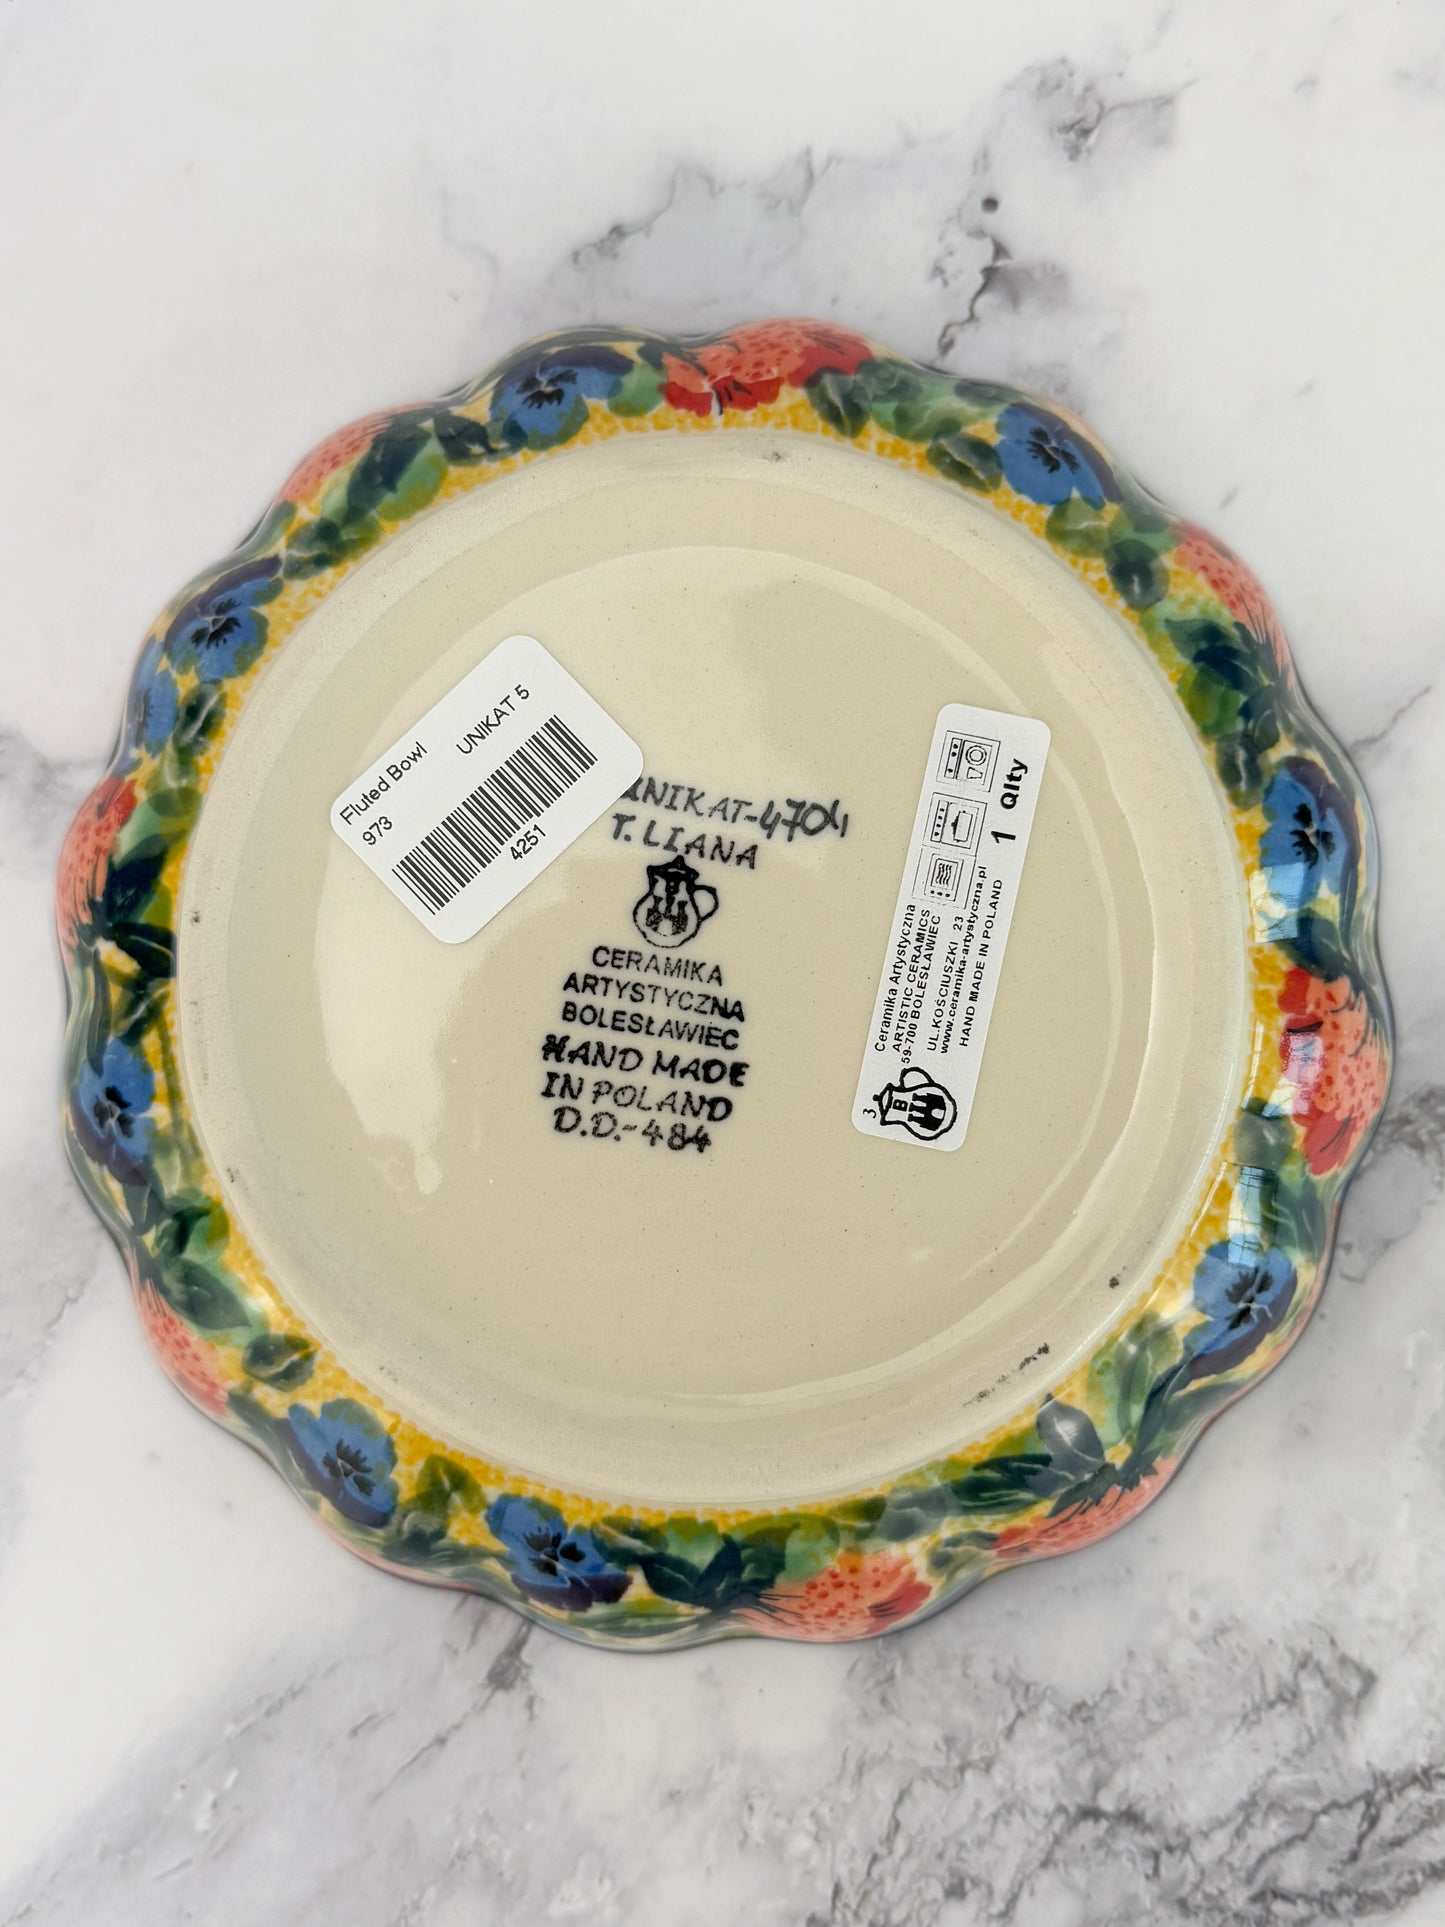 Fluted Bowl UNIKAT 5
973
4251
UNIKAT-4704
T. LIANA
CERAMIKA
ARTYSTYCZNA
BOLESŁAWIEC
HAND MADE
IN POLAND
D.D.-484
Ceramika Artystyczna
ARTISTIC CERAMICS
59-700 BOLESŁAWIEC
UL.KOŚCIUSZKI 23
www.ceramika-artystyczna.pl
HAND MADE IN POLAND
1 Qlty
3
B